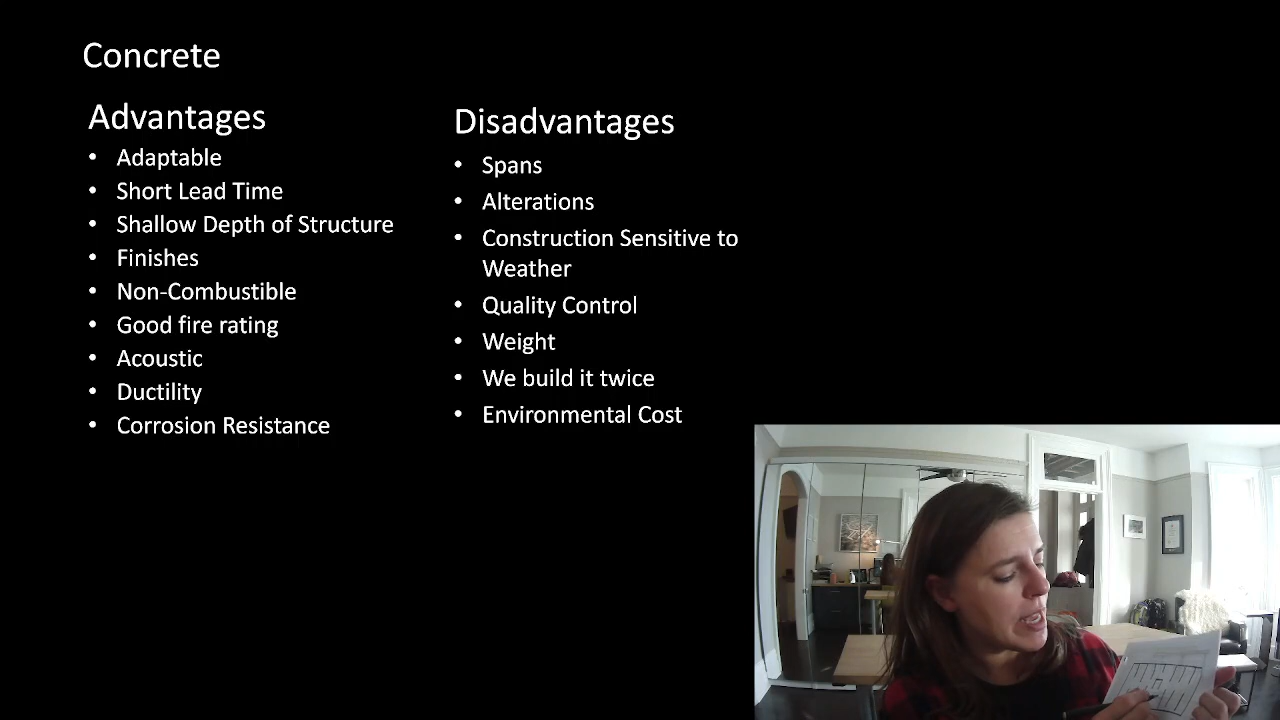 Concrete
Advantages
• Adaptable
• Short Lead Time
• Shallow Depth of Structure
• Finishes
• Non-Combustible
• Good fire rating
• Acoustic
• Ductility
• Corrosion Resistance
Disadvantages
• Spans
• Alterations
• Construction Sensitive to
Weather
• Quality Control
• Weight
• We build it twice
• Environmental Cost